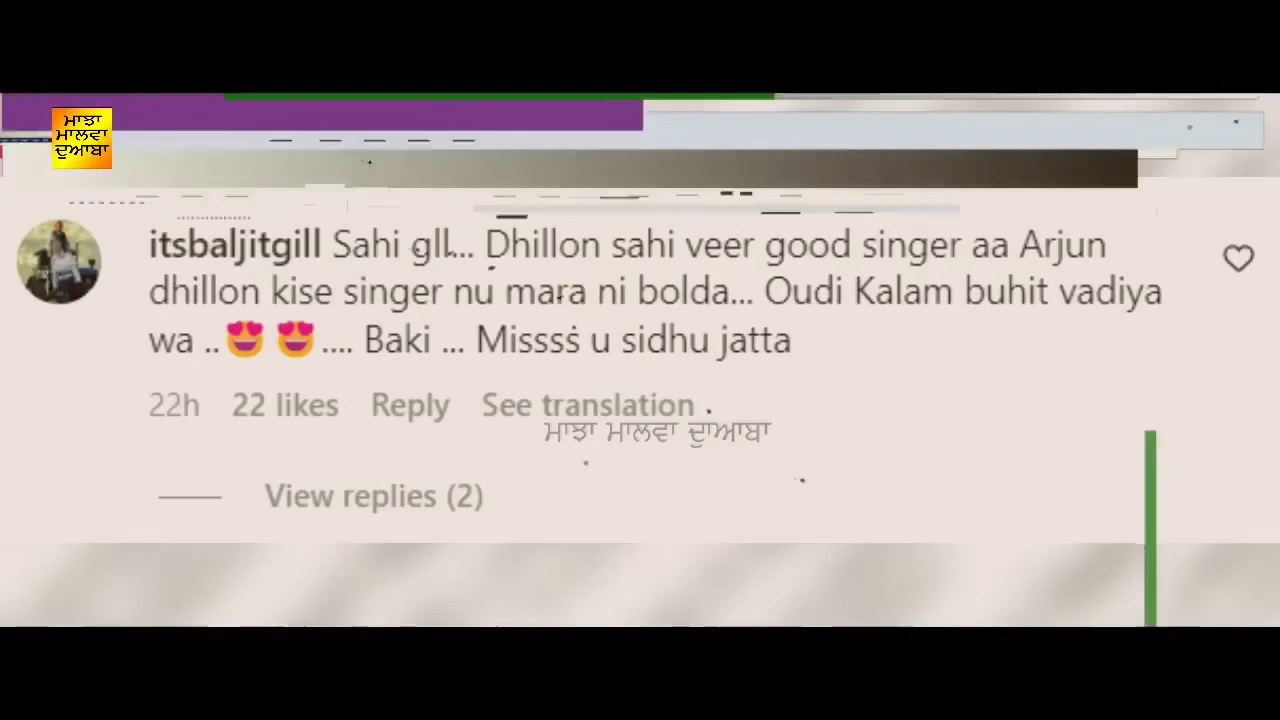 ਮਾਝਾ
ਮਾਲਵਾ
ਦੁਆਬਾ
itsbaljitgill Sahi gll... Dhillon sahi veer good singer aa Arjun
dhillon kise singer nu mara ni bolda... Oudi Kalam buhit vadiya
wa ..😍 😍.... Baki ... Missss u sidhu jatta
22h 22 likes Reply See translation
ਮਾਝਾ ਮਾਲਵਾ ਦੁਆਬਾ
View replies (2)